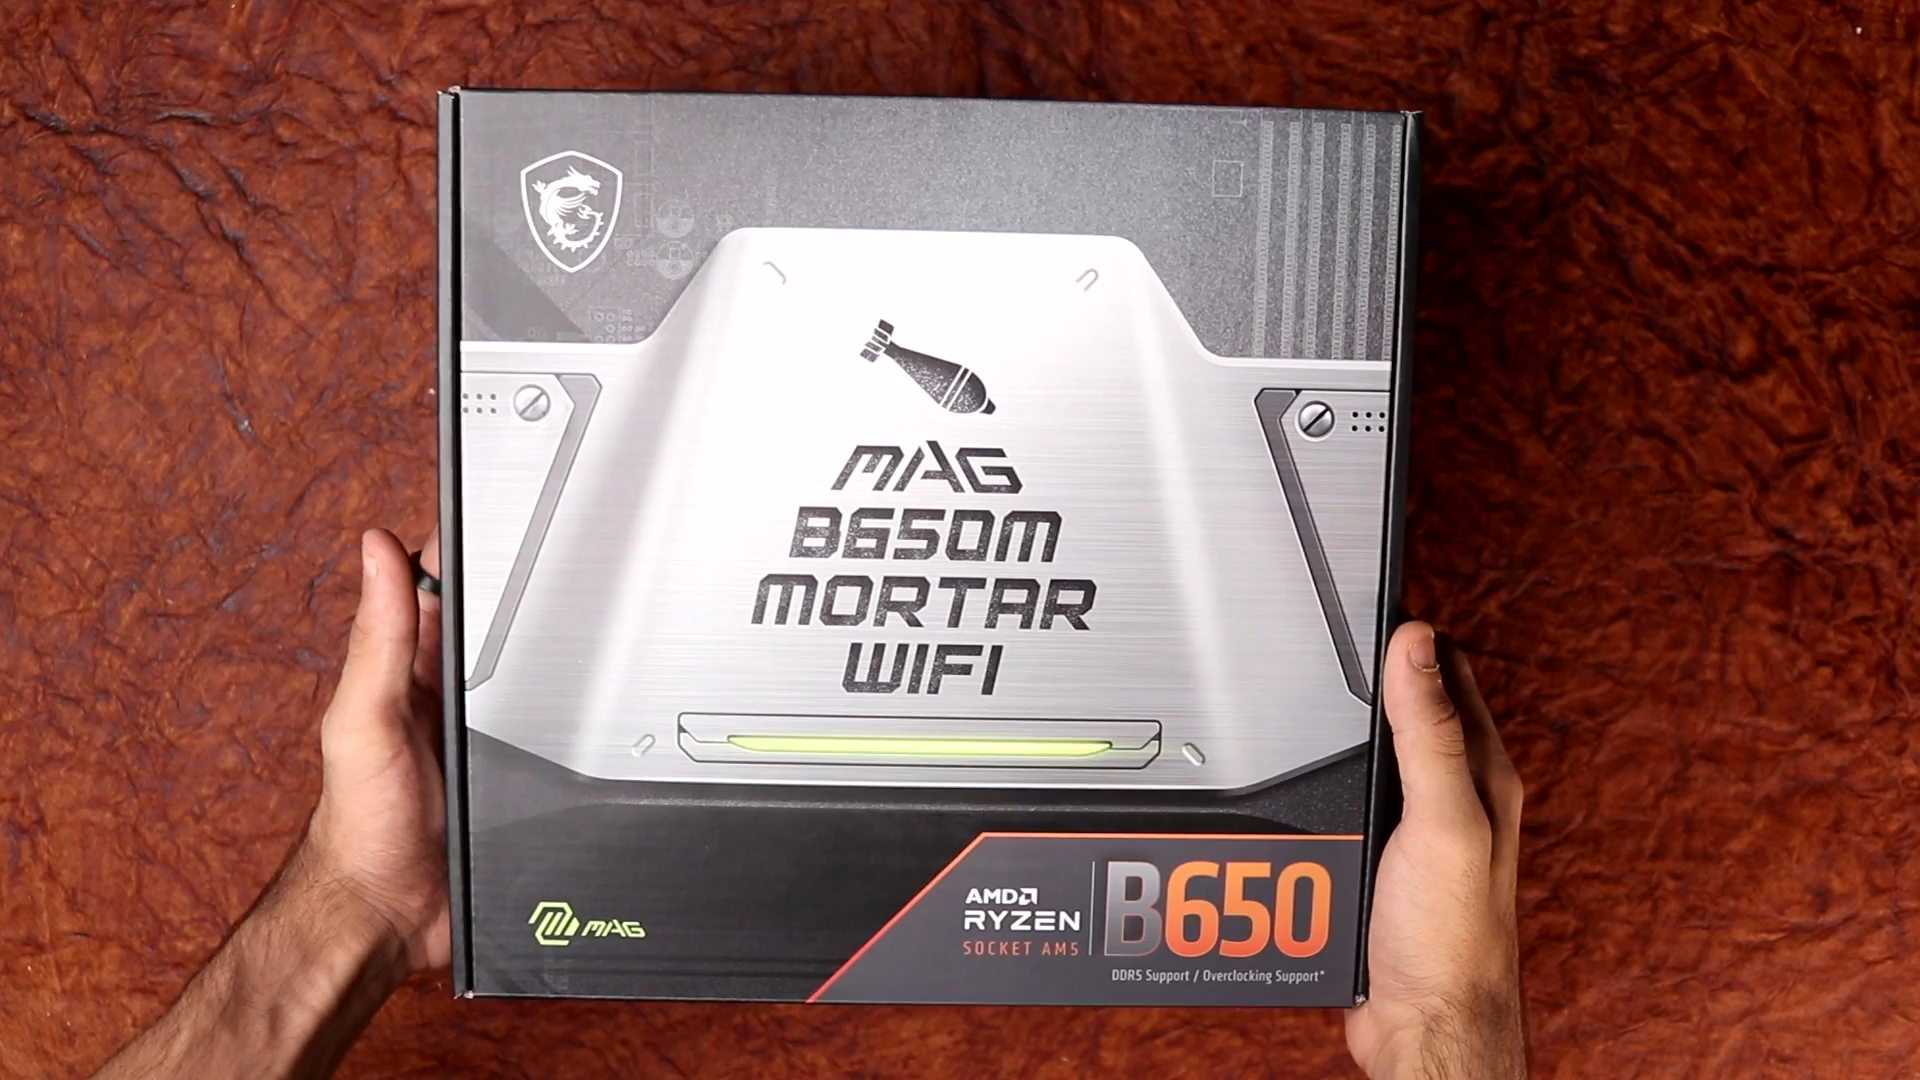 MAG
B650M
MORTAR
WIFI
MAG
AMD
RYZEN
SOCKET AM5
B650
DDR5 Support / Overclocking Support*